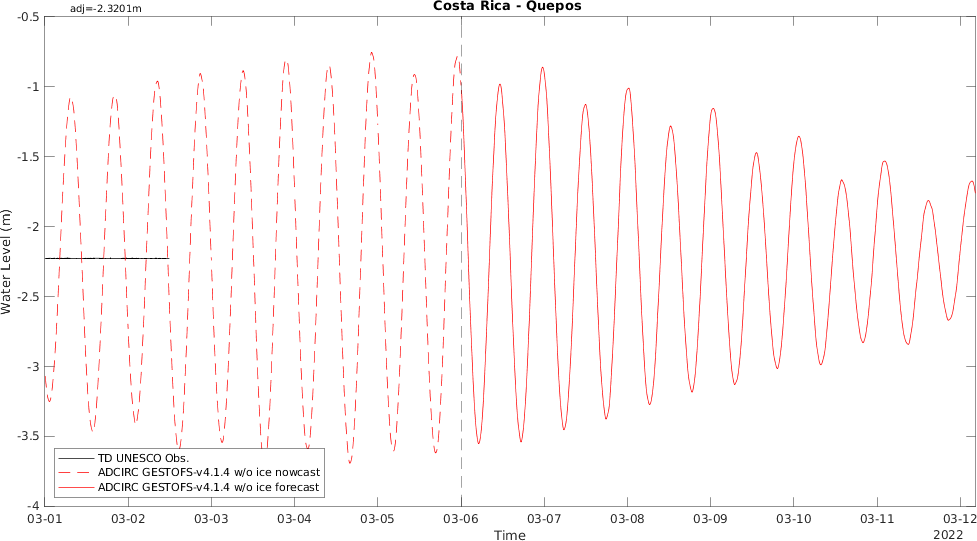 adj=-2.3201m
Costa Rica - Quepos
-0.5
-1
-1.5
-2
-2.5
-3
-3.5
-4
Water Level (m)
TD UNESCO Obs.
ADCIRC GESTOFS-v4.1.4 w/o ice nowcast
ADCIRC GESTOFS-v4.1.4 w/o ice forecast
03-01 03-02 03-03 03-04 03-05 03-06 03-07 03-08 03-09 03-10 03-11 03-12
Time
2022